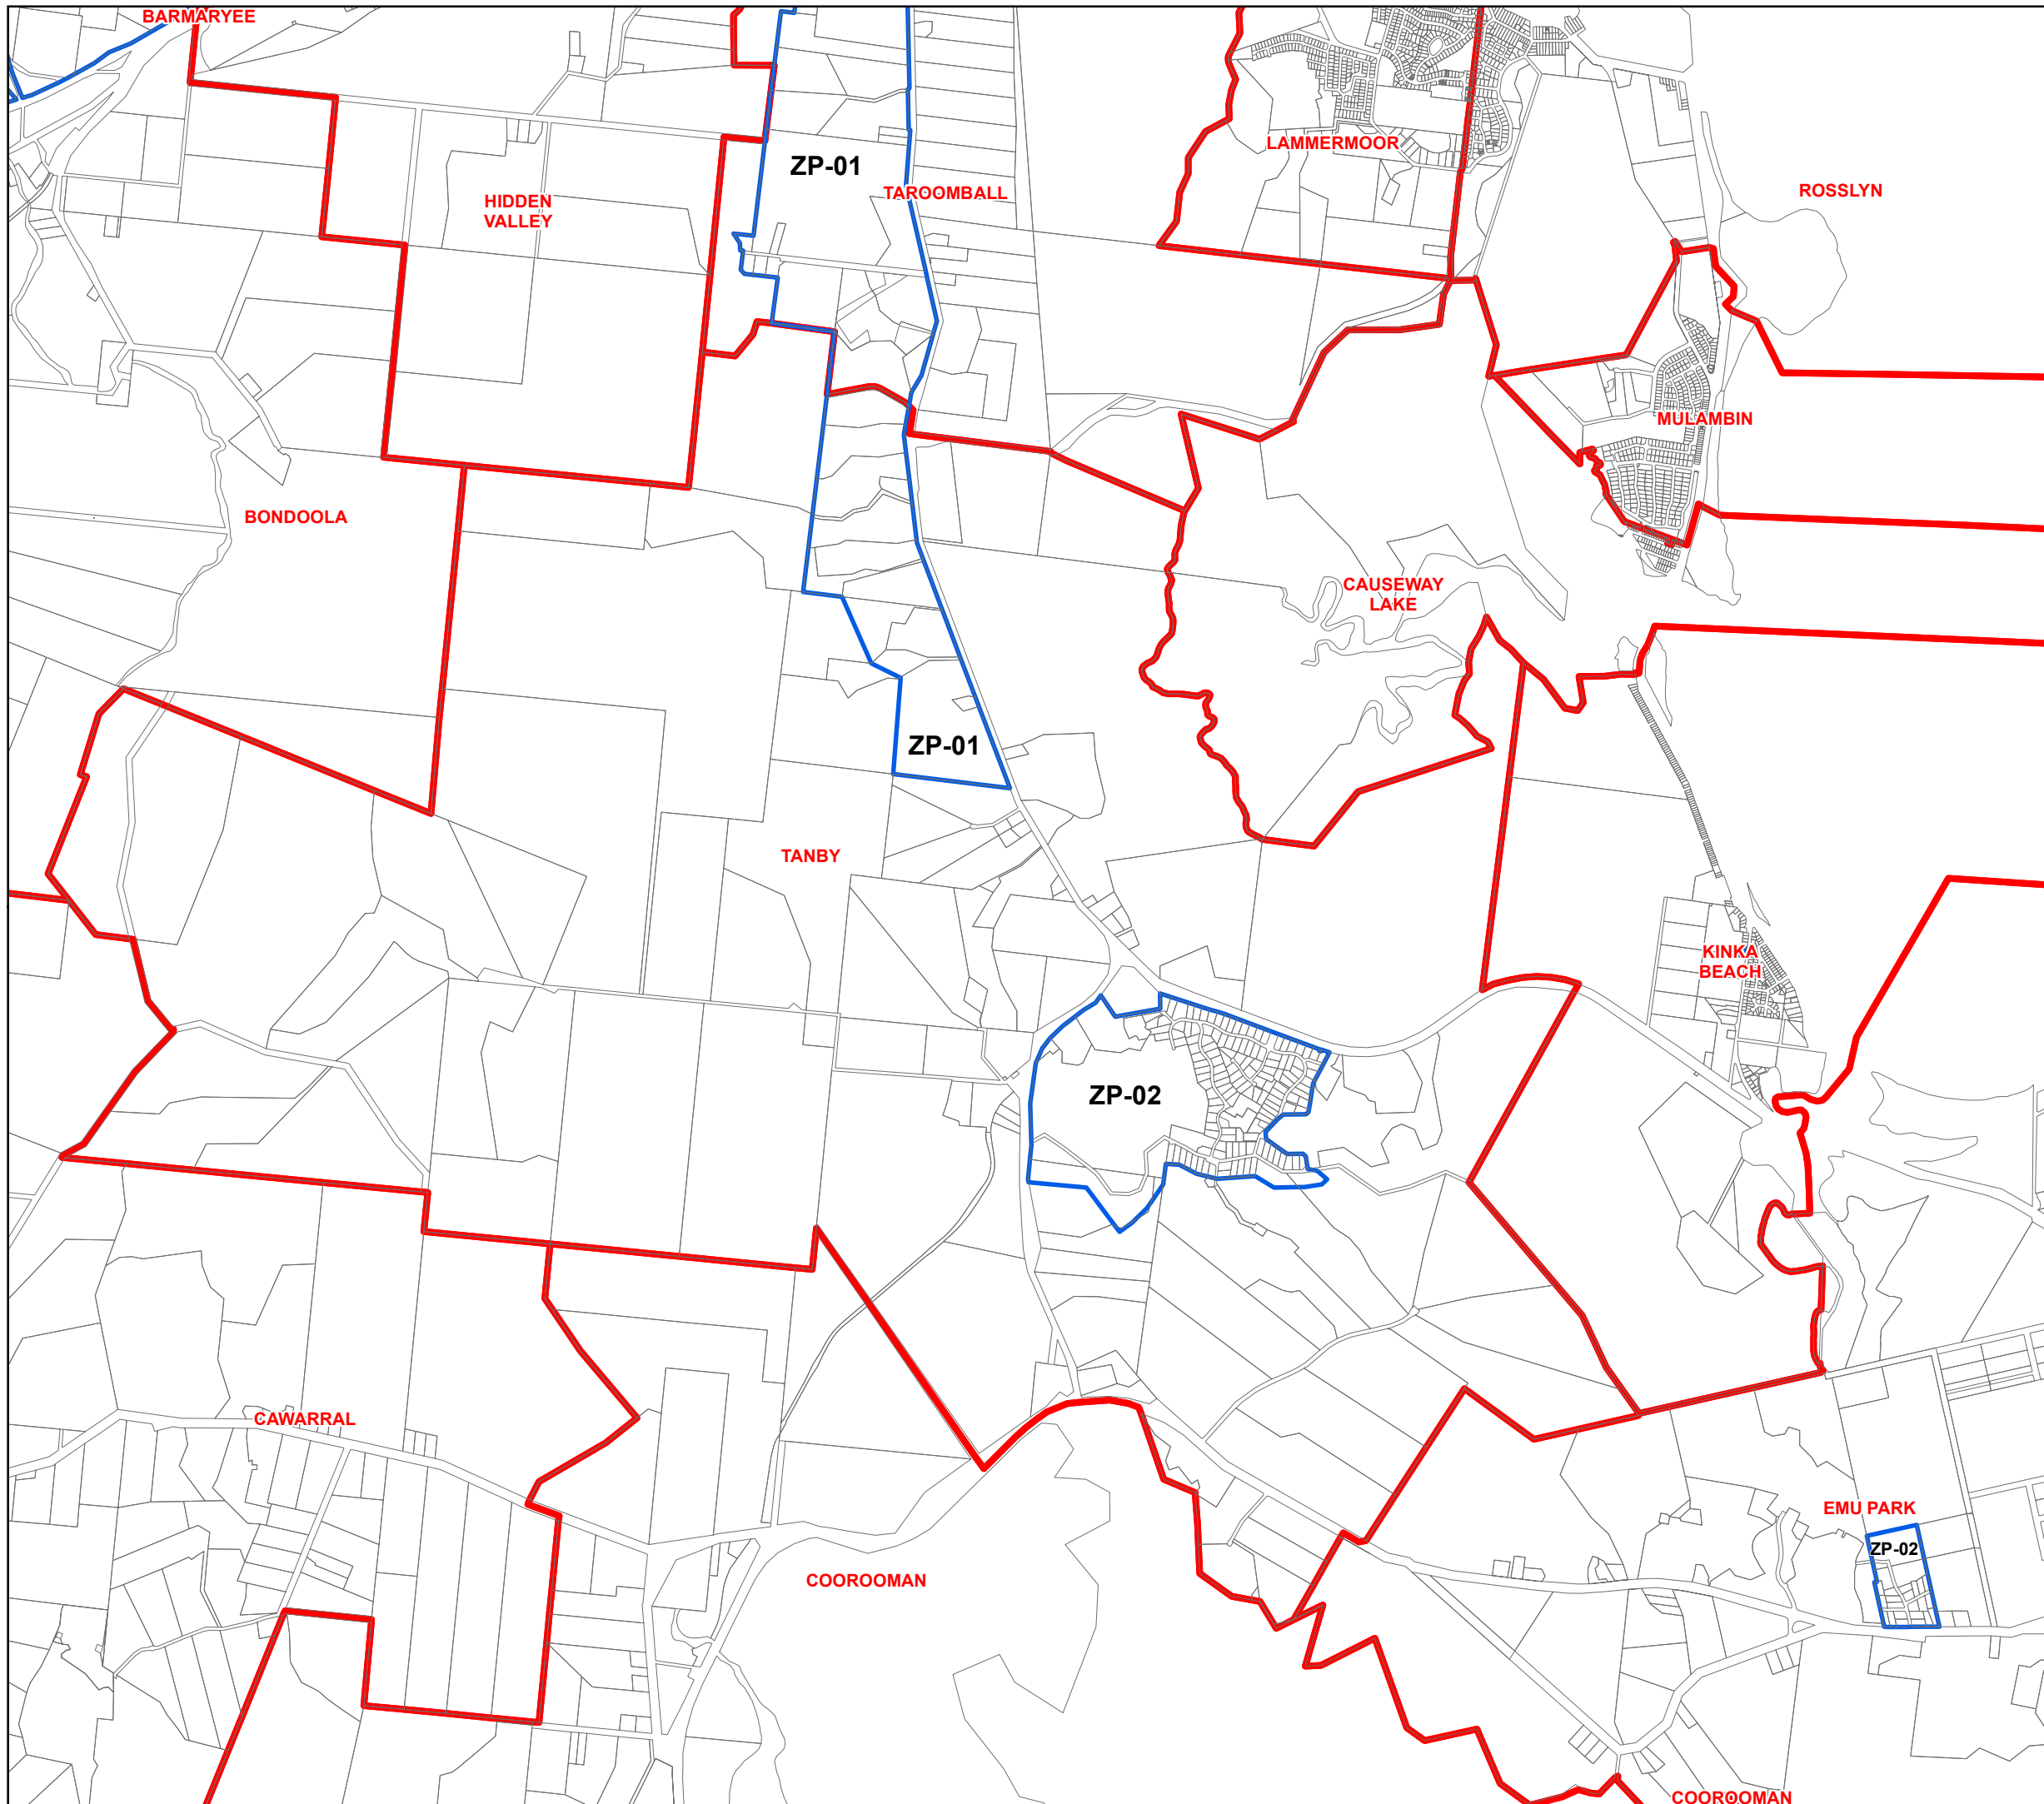 BARMARYEE
LAMMERMOOR
ZP-01
TAROOMBALL
ROSSLYN
HIDDEN
VALLEY
MULAMBIN
BONDOOLA
CAUSEWAY
LAKE
ZP-01
TANBY
KINKA
BEACH
ZP-02
CAWARRAL
EMU PARK
ZP-02
COOROOMAN
COOROOMAN